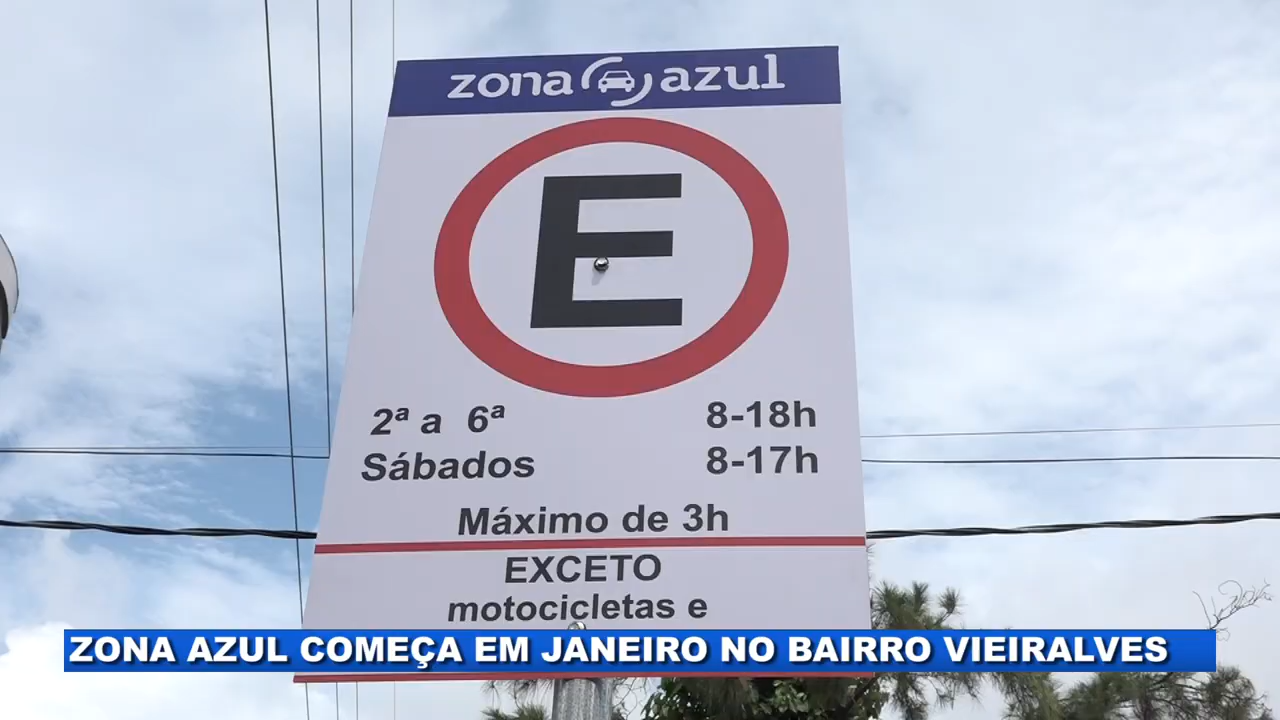 zona azul
E
2ª a 6ª 8-18h
Sábados 8-17h
Máximo de 3h
EXCETO
motocicletas e
ZONA AZUL COMEÇA EM JANEIRO NO BAIRRO VIEIRALVES